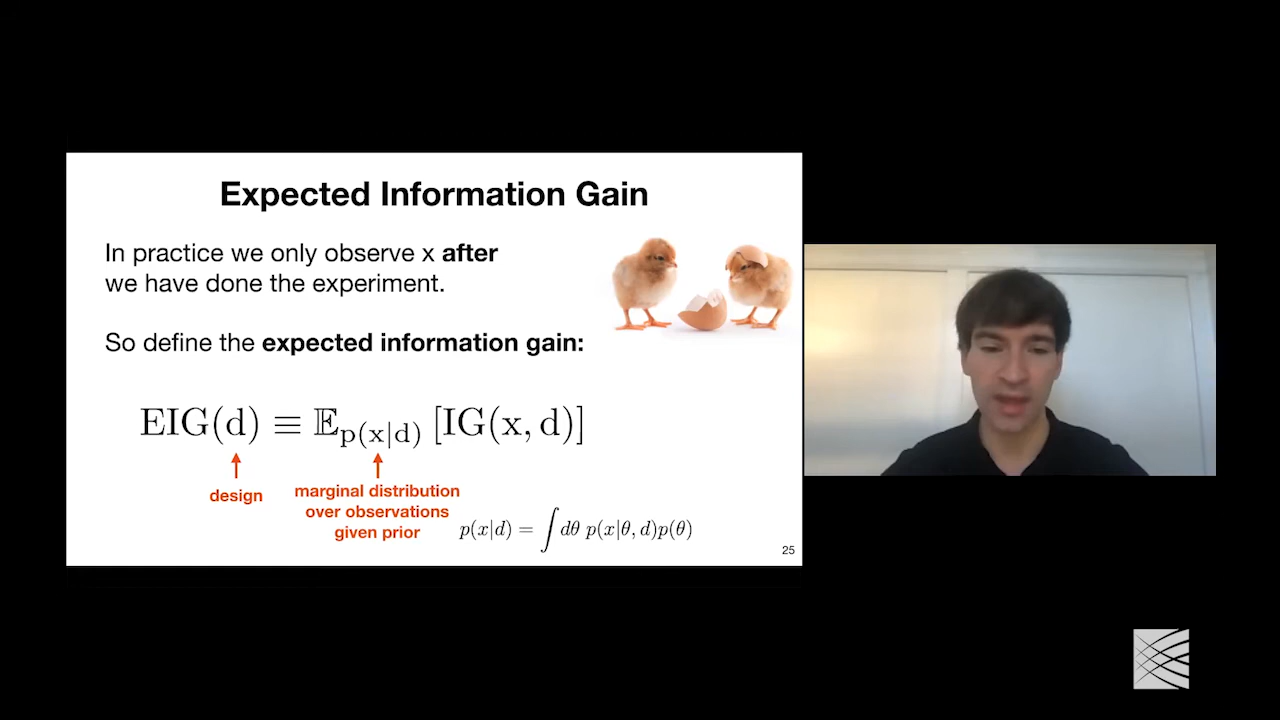 Expected Information Gain
In practice we only observe x after
we have done the experiment.
So define the expected information gain:
EIG(d) ≡ 𝔼p(x|d) [IG(x, d)]
design
marginal distribution
over observations
given prior
p(x|d) = ∫ dθ p(x|θ, d)p(θ)
25